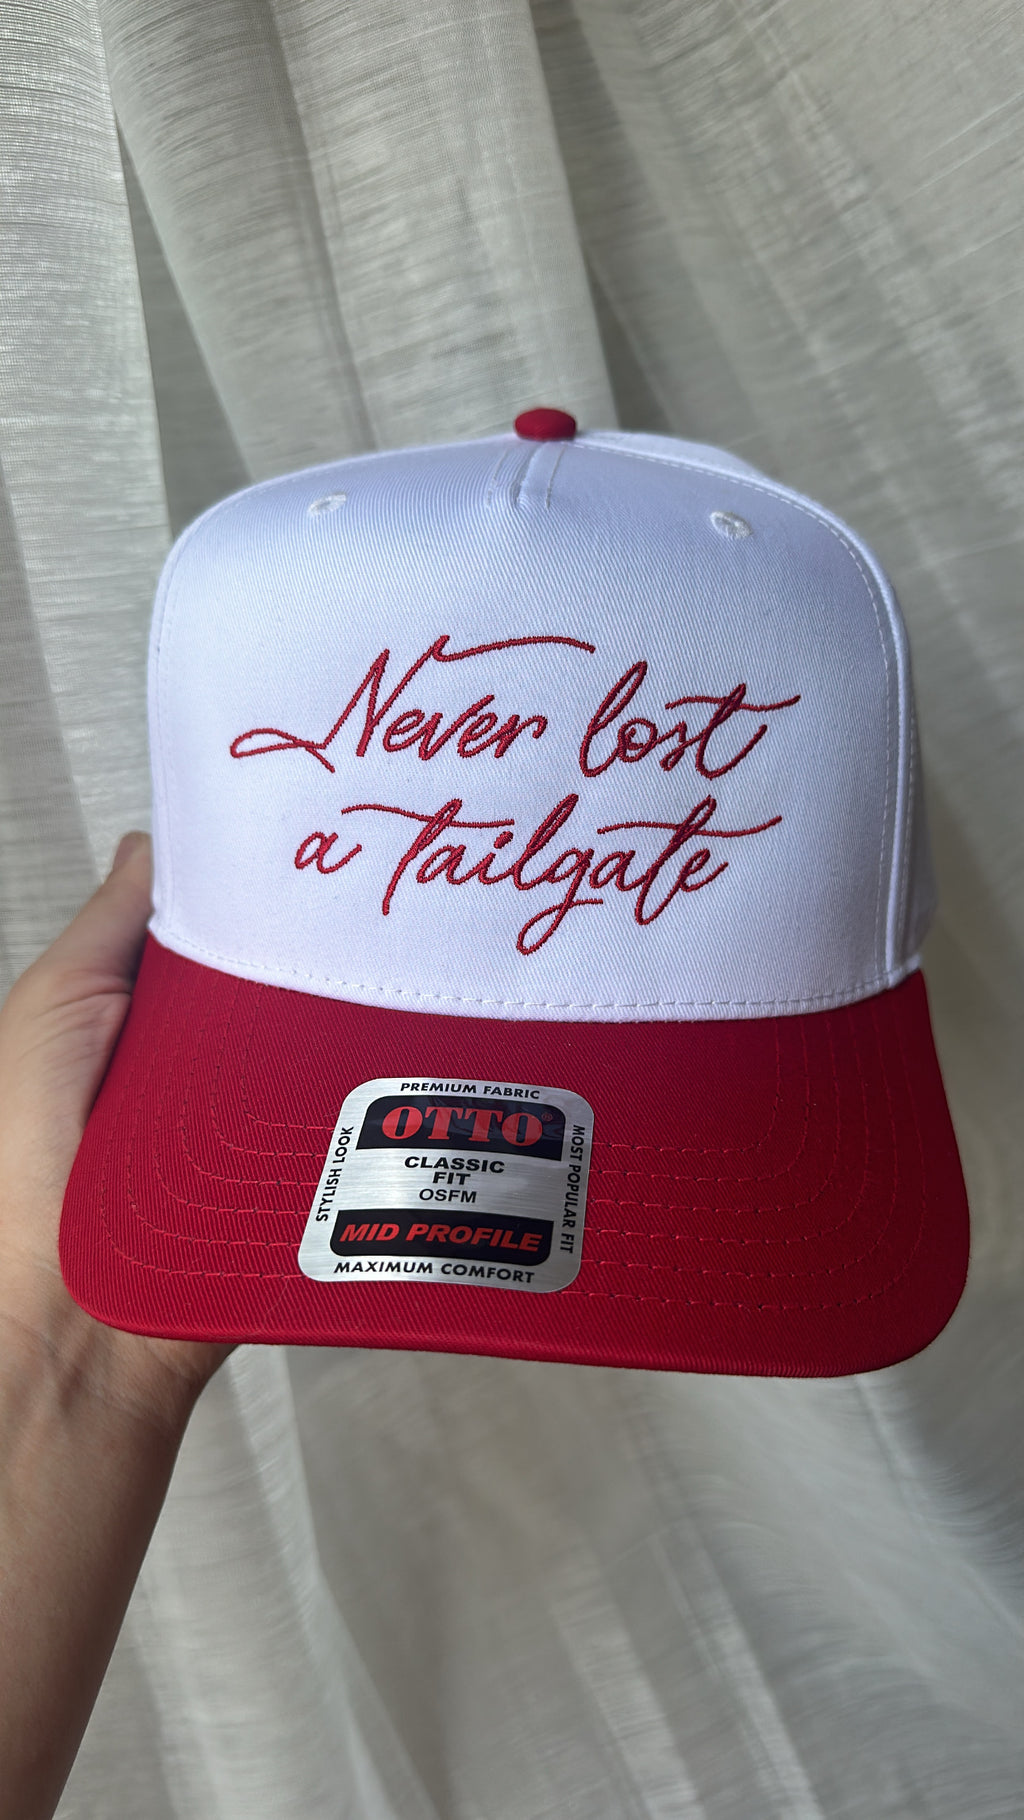 Never lost
a tailgate
PREMIUM FABRIC
OTTO®
STYLISH LOOK
CLASSIC
FIT
OSFM
MOST POPULAR FIT
MID PROFILE
MAXIMUM COMFORT